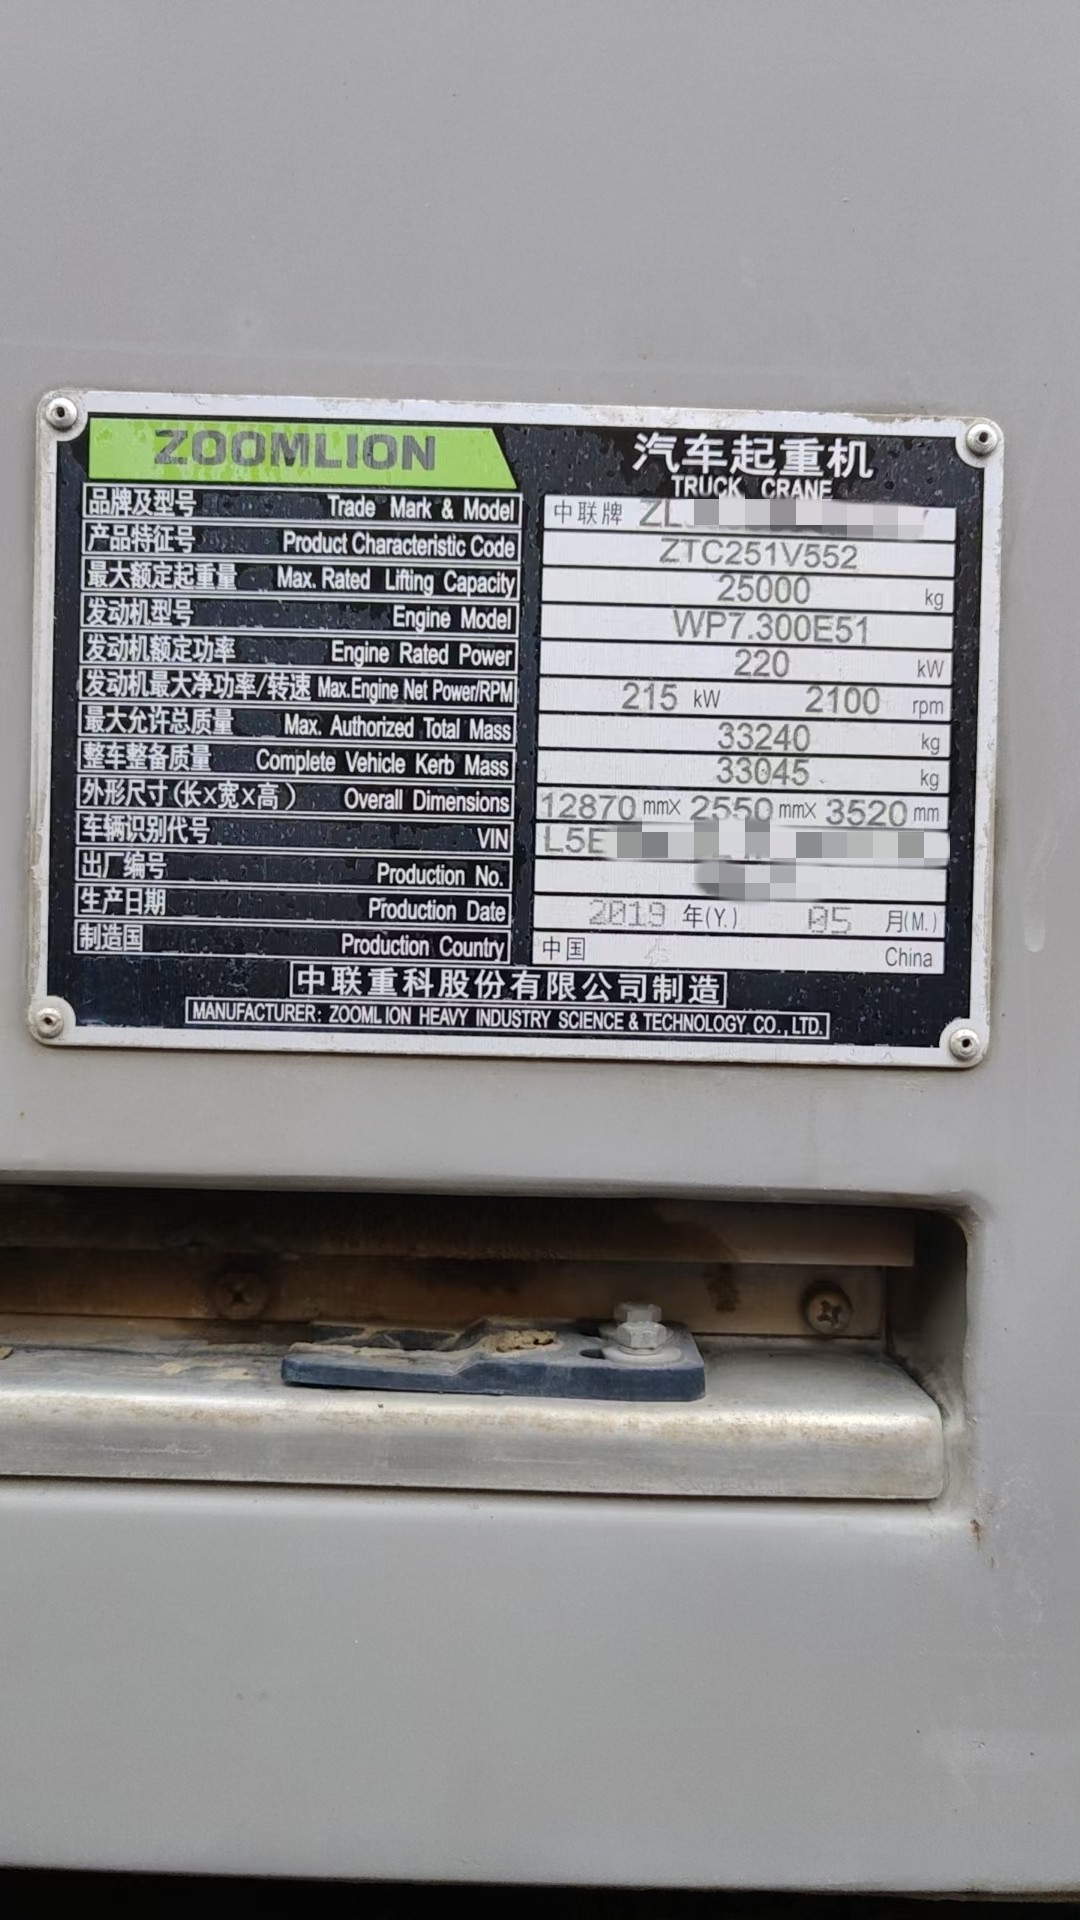 ZOOMLION
汽车起重机
TRUCK CRANE
品牌及型号 Trade Mark & Model 中联牌
产品特征号 Product Characteristic Code ZTC251V552
最大额定起重量 Max. Rated Lifting Capacity 25000 kg
发动机型号 Engine Model WP7.300E51
发动机额定功率 Engine Rated Power 220 kW
发动机最大净功率/转速 Max.Engine Net Power/RPM 215 kW 2100 rpm
最大允许总质量 Max. Authorized Total Mass 33240 kg
整车整备质量 Complete Vehicle Kerb Mass 33045 kg
外形尺寸(长X宽X高) Overall Dimensions 12870 mmX 2550 mmX 3520 mm
车辆识别代号 VIN
出厂编号 Production No.
生产日期 Production Date 2019 年(Y.) 05 月(M.)
制造国 Production Country 中国 China
中联重科股份有限公司制造
MANUFACTURER: ZOOMLION HEAVY INDUSTRY SCIENCE & TECHNOLOGY CO., LTD.